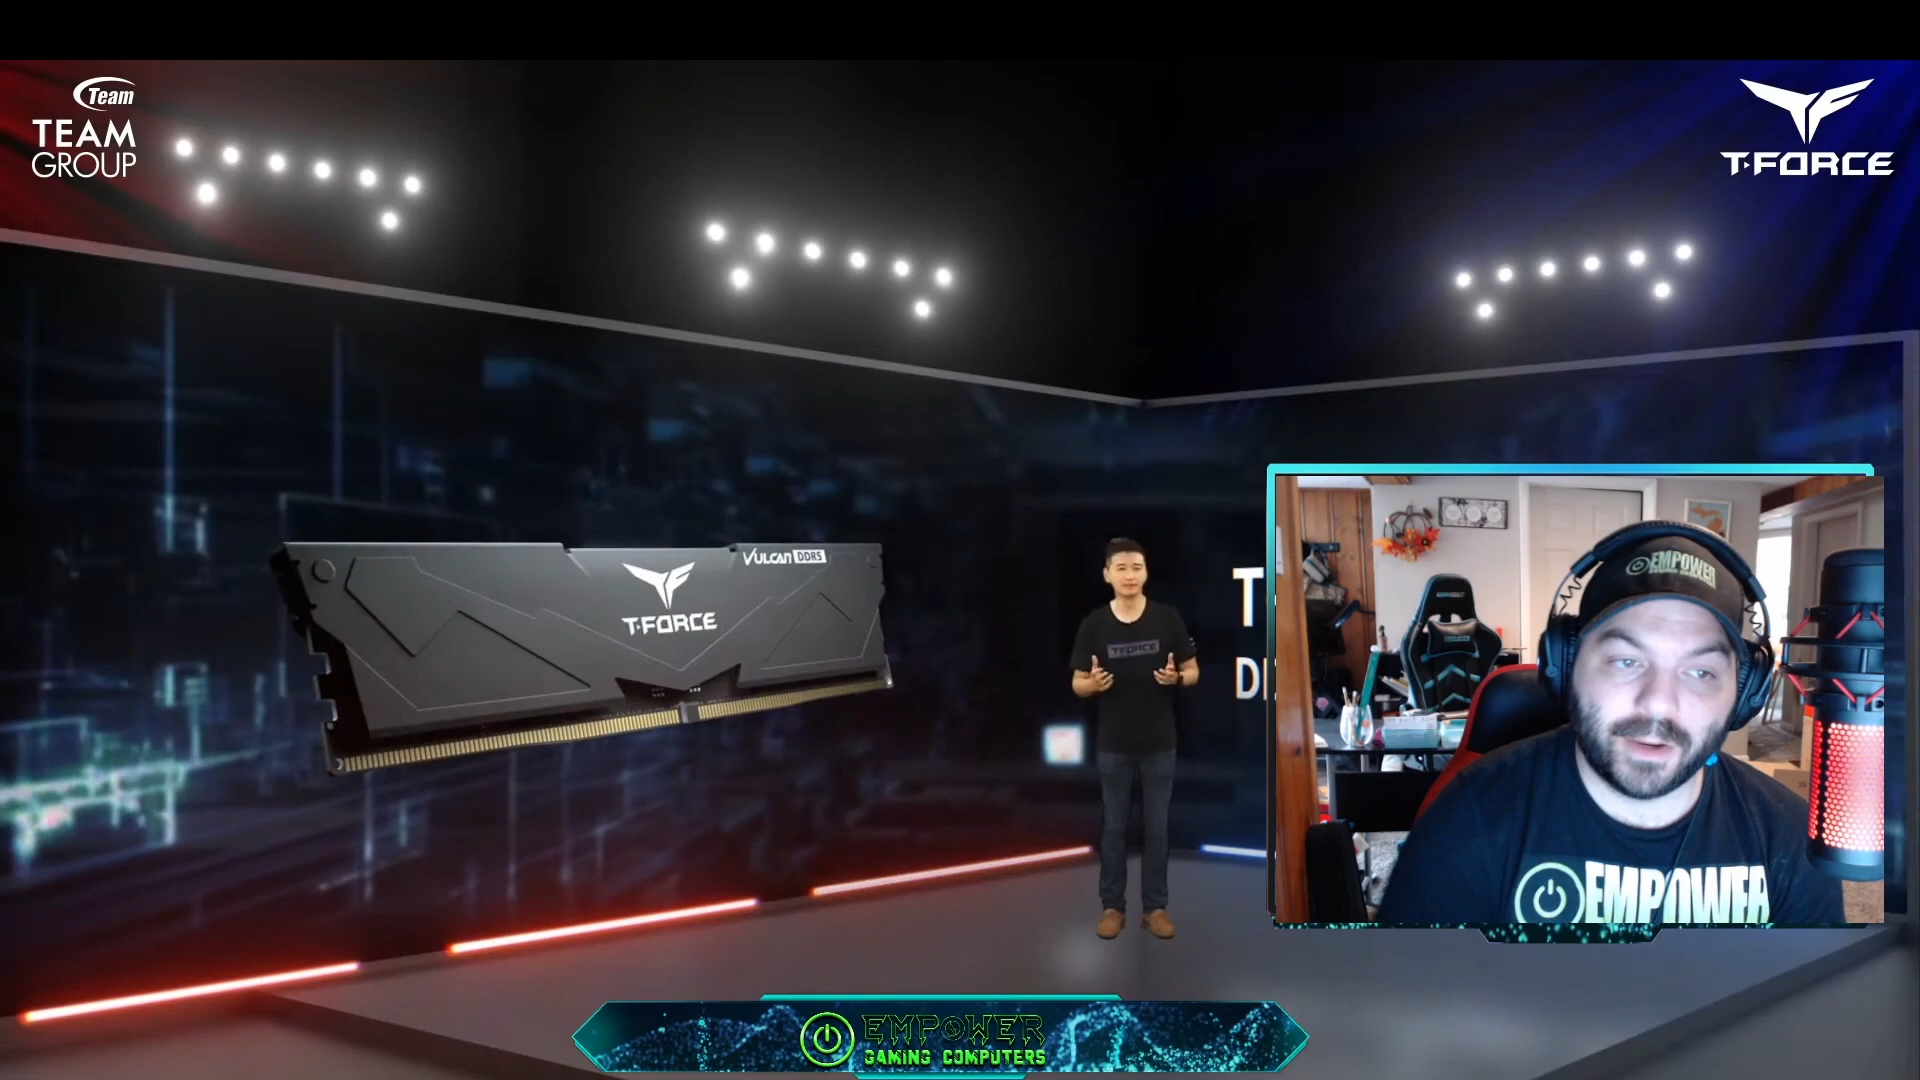 Team
TEAM
GROUP
T-FORCE
VULCAN DDR5
T-FORCE
T-FORCE
T
D
EMPOWER
EMPOWER
EMPOWER
GAMING COMPUTERS